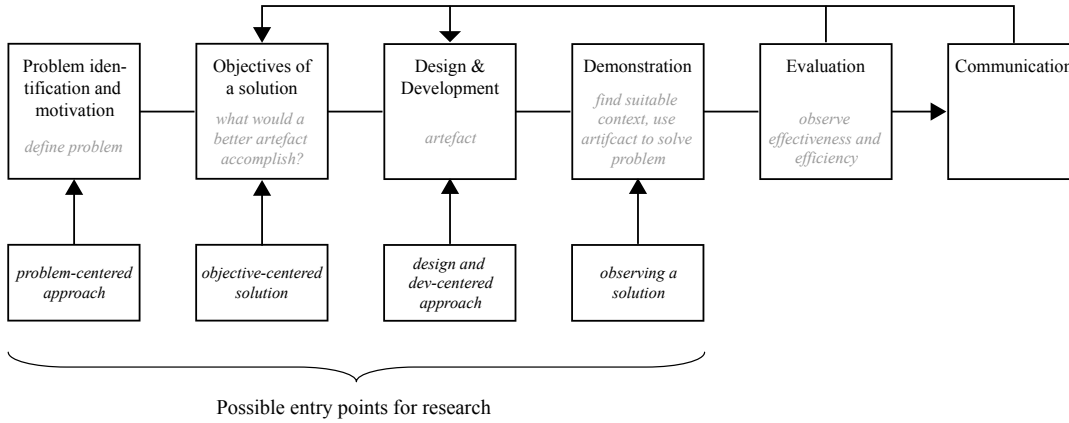 Problem iden-
tification and
motivation
define problem
Objectives of
a solution
what would a
better artefact
accomplish?
Design &
Development
artefact
Demonstration
find suitable
context, use
artifcact to solve
problem
Evaluation
observe
effectiveness and
efficiency
Communication
problem-centered
approach
objective-centered
solution
design and
dev-centered
approach
observing a
solution
Possible entry points for research